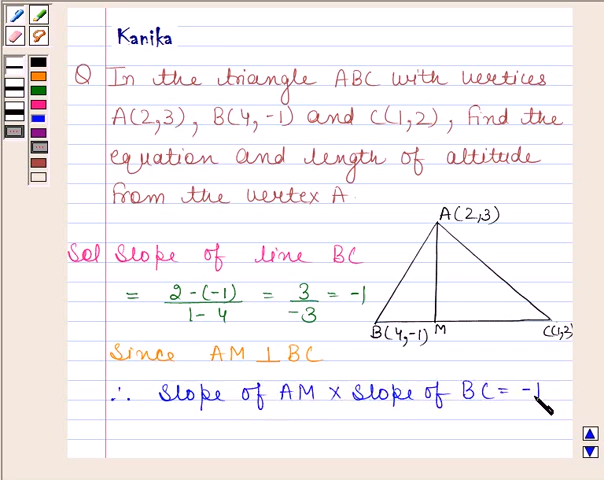 Kanika
Q In the triangle ABC with vertices
A(2,3), B(4,-1) and C(1,2), find the
equation and length of altitude
from the vertex A.
A(2,3)
Sol Slope of line BC
= 2-(-1)/1-4 = 3/-3 = -1
B(4,-1) M C(1,2)
Since AM ⊥ BC
∴ Slope of AM × Slope of BC = -1